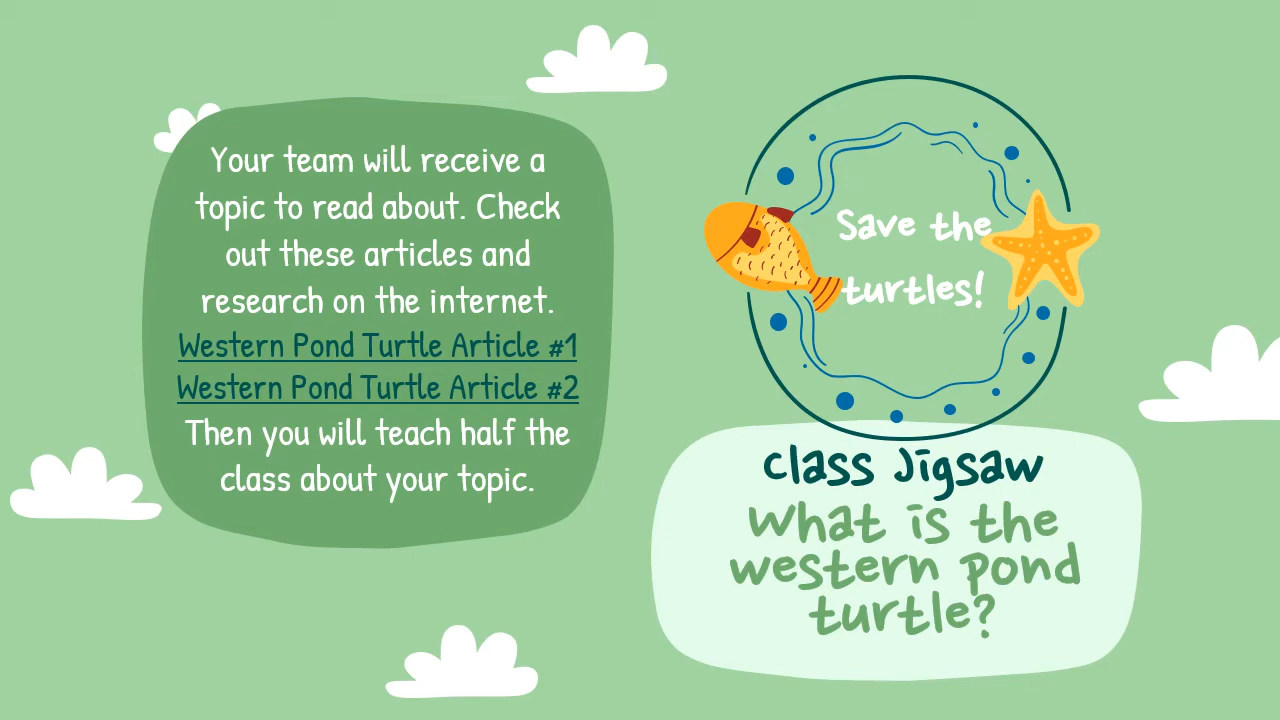 Your team will receive a
topic to read about. Check
out these articles and
research on the internet.
Western Pond Turtle Article #1
Western Pond Turtle Article #2
Then you will teach half the
class about your topic.
Save the
turtles!
Class Jigsaw
What is the
western pond
turtle?